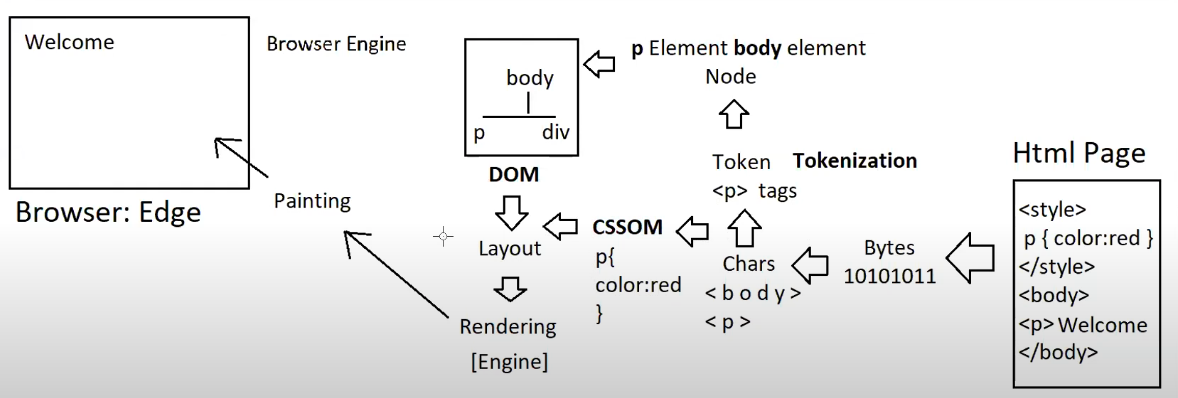 Welcome
Browser: Edge
Browser Engine
Painting
body
p div
DOM
Layout
Rendering
[Engine]
p Element body element
Node
Token Tokenization
<p> tags
CSSOM
p{
color:red
}
Chars
< b o d y >
< p >
Bytes
10101011
Html Page
<style>
p { color:red }
</style>
<body>
<p> Welcome
</body>